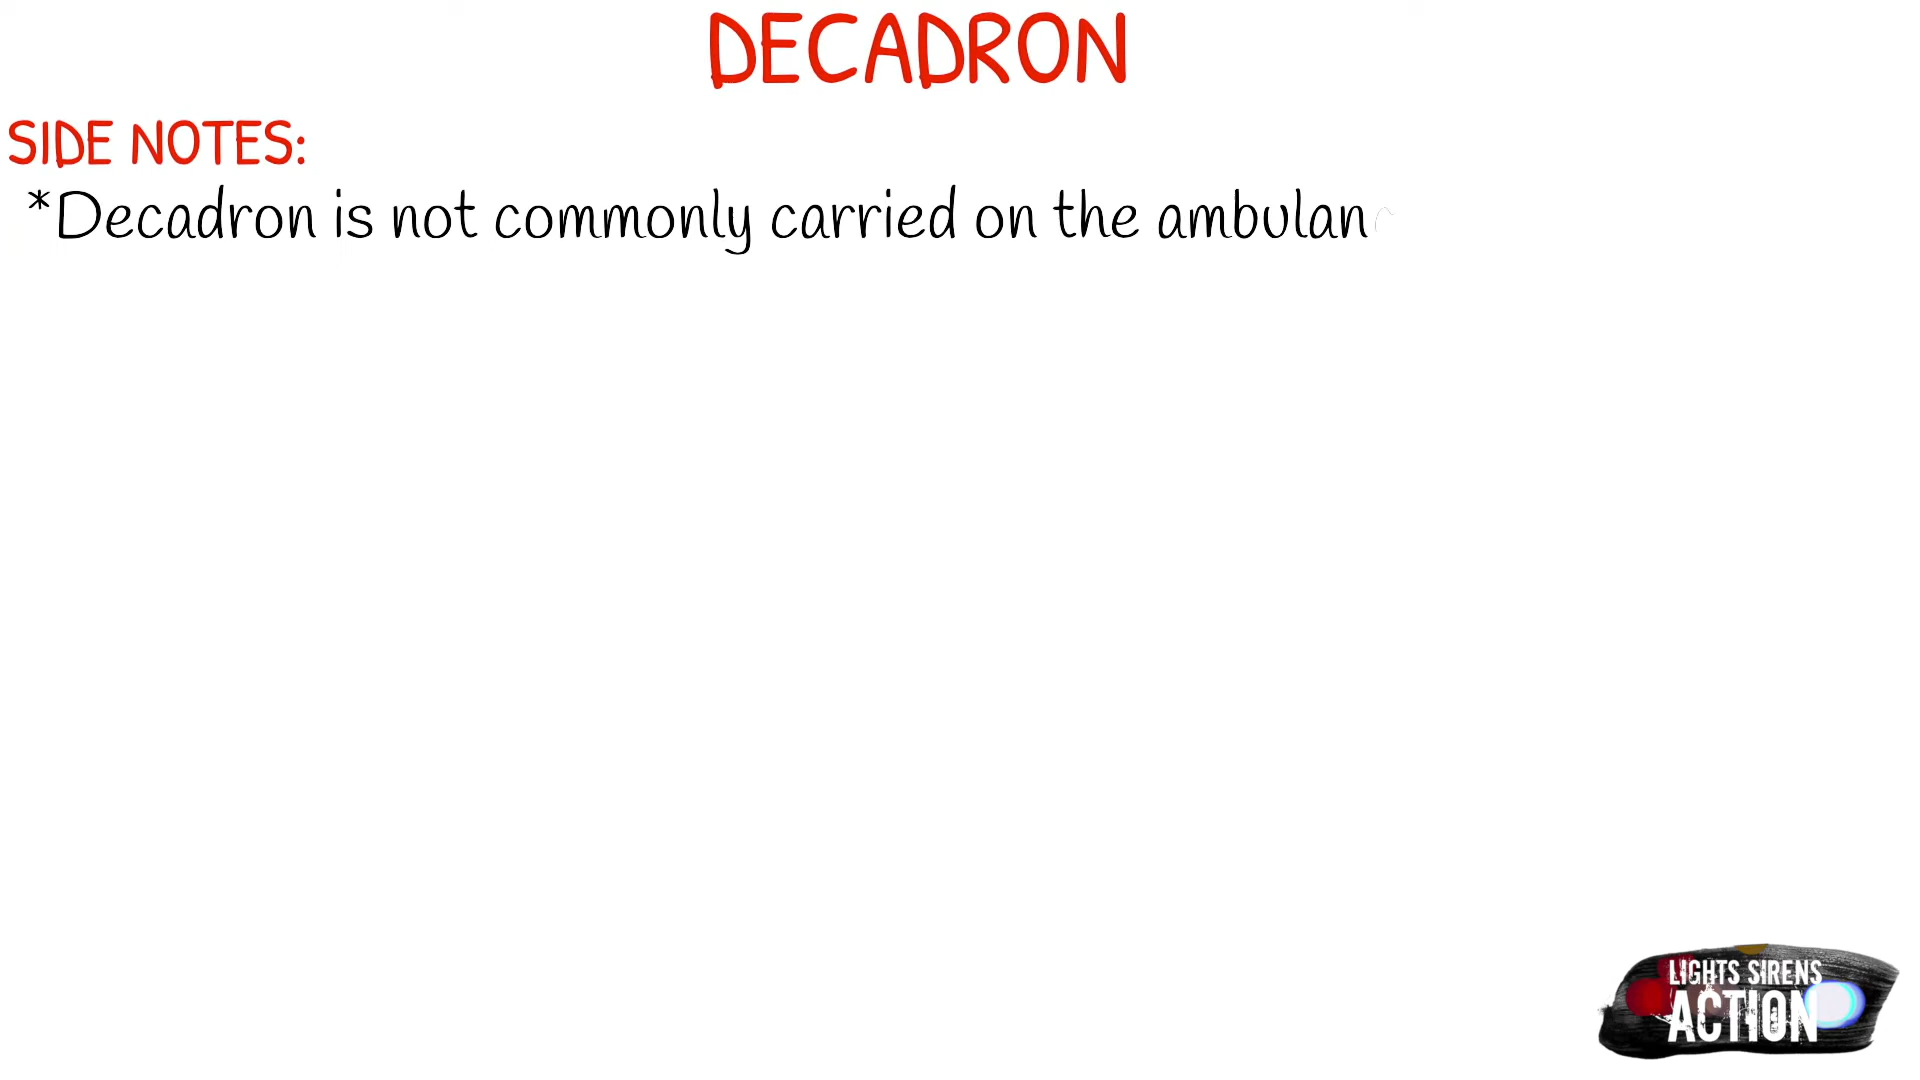 DECADRON
SIDE NOTES:
*Decadron is not commonly carried on the ambulan
LIGHTS SIRENS
ACTION